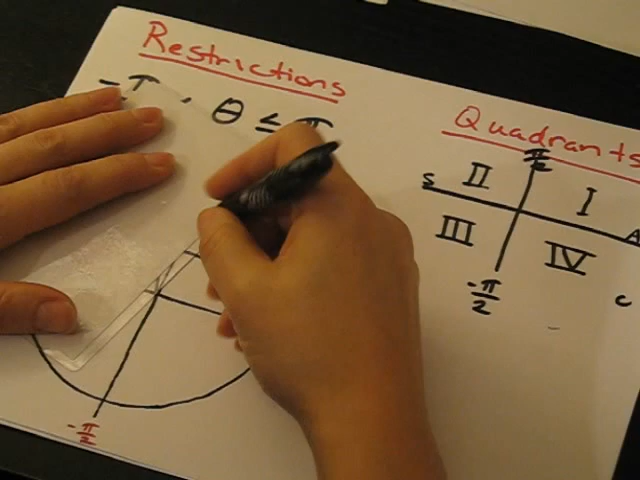 Restrictions
θ ≤ π
-π/2
Quadrants
π/2
S II I
III IV A
-π/2
C